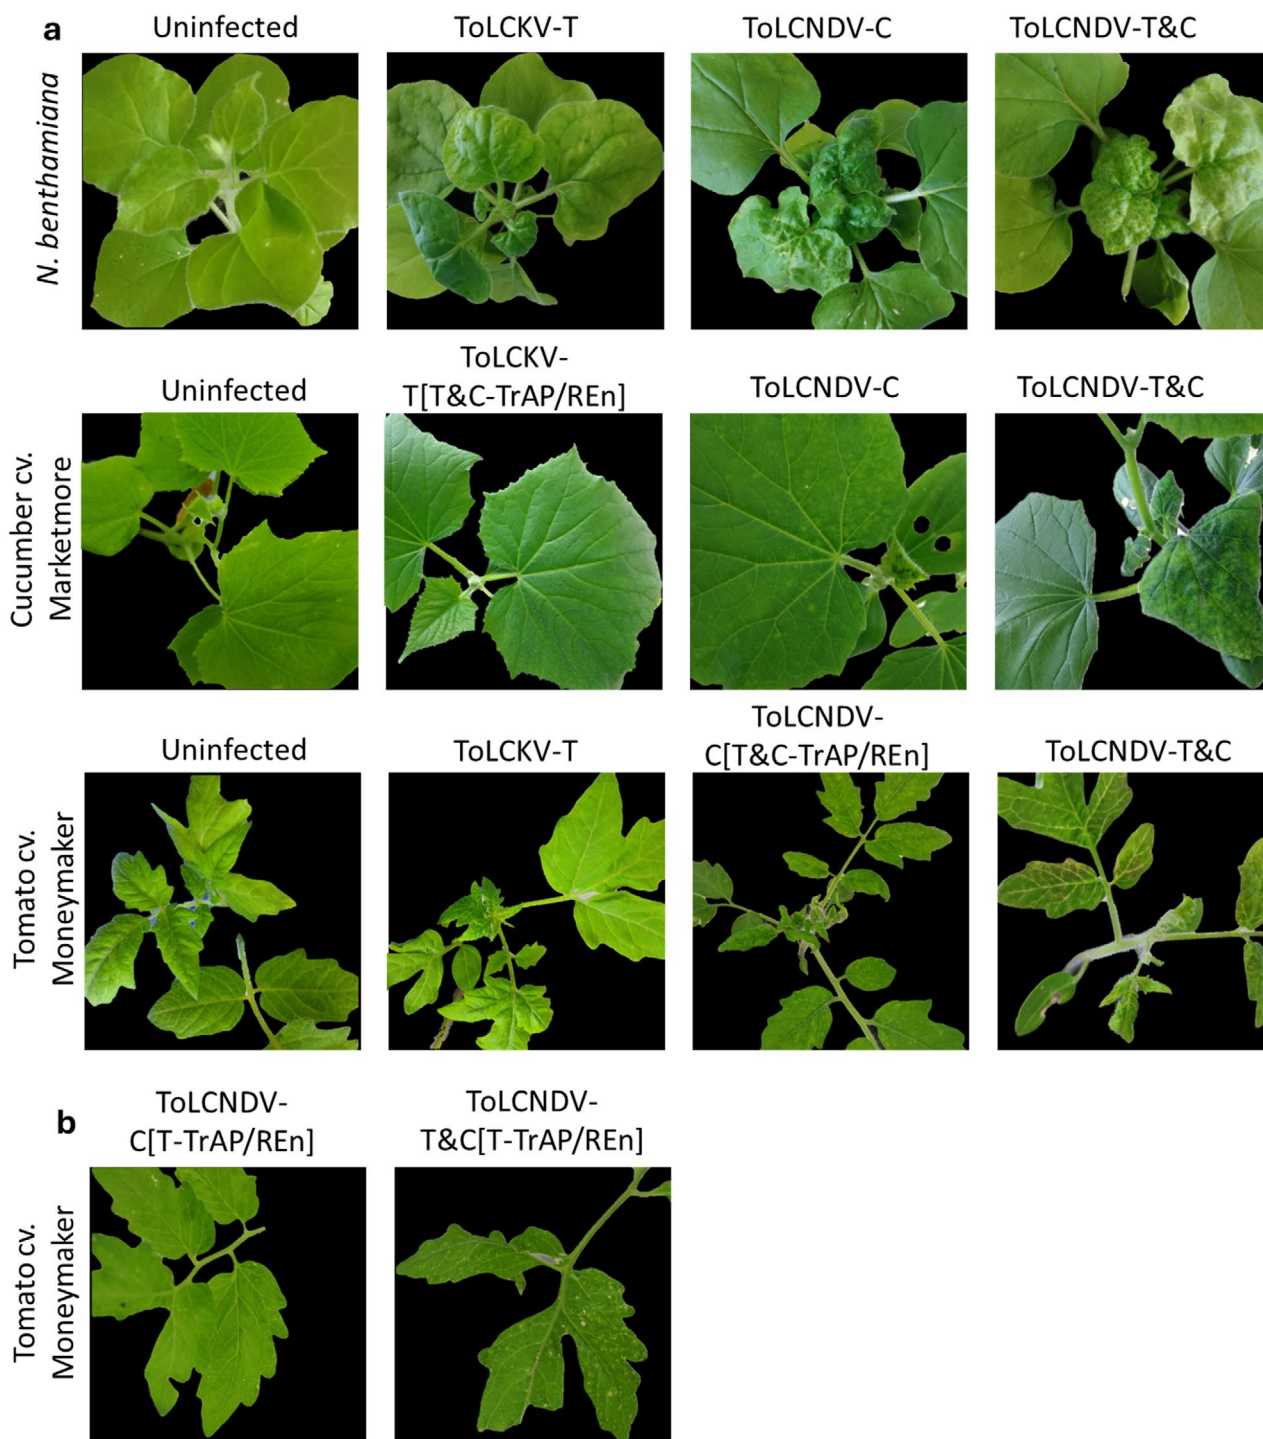 a
Uninfected
ToLCKV-T
ToLCNDV-C
ToLCNDV-T&C
N. benthamiana
Uninfected
ToLCKV-
T[T&C-TrAP/REn]
ToLCNDV-C
ToLCNDV-T&C
Cucumber cv.
Marketmore
Uninfected
ToLCKV-T
ToLCNDV-
C[T&C-TrAP/REn]
ToLCNDV-T&C
Tomato cv.
Moneymaker
b
ToLCNDV-
C[T-TrAP/REn]
ToLCNDV-
T&C[T-TrAP/REn]
Tomato cv.
Moneymaker